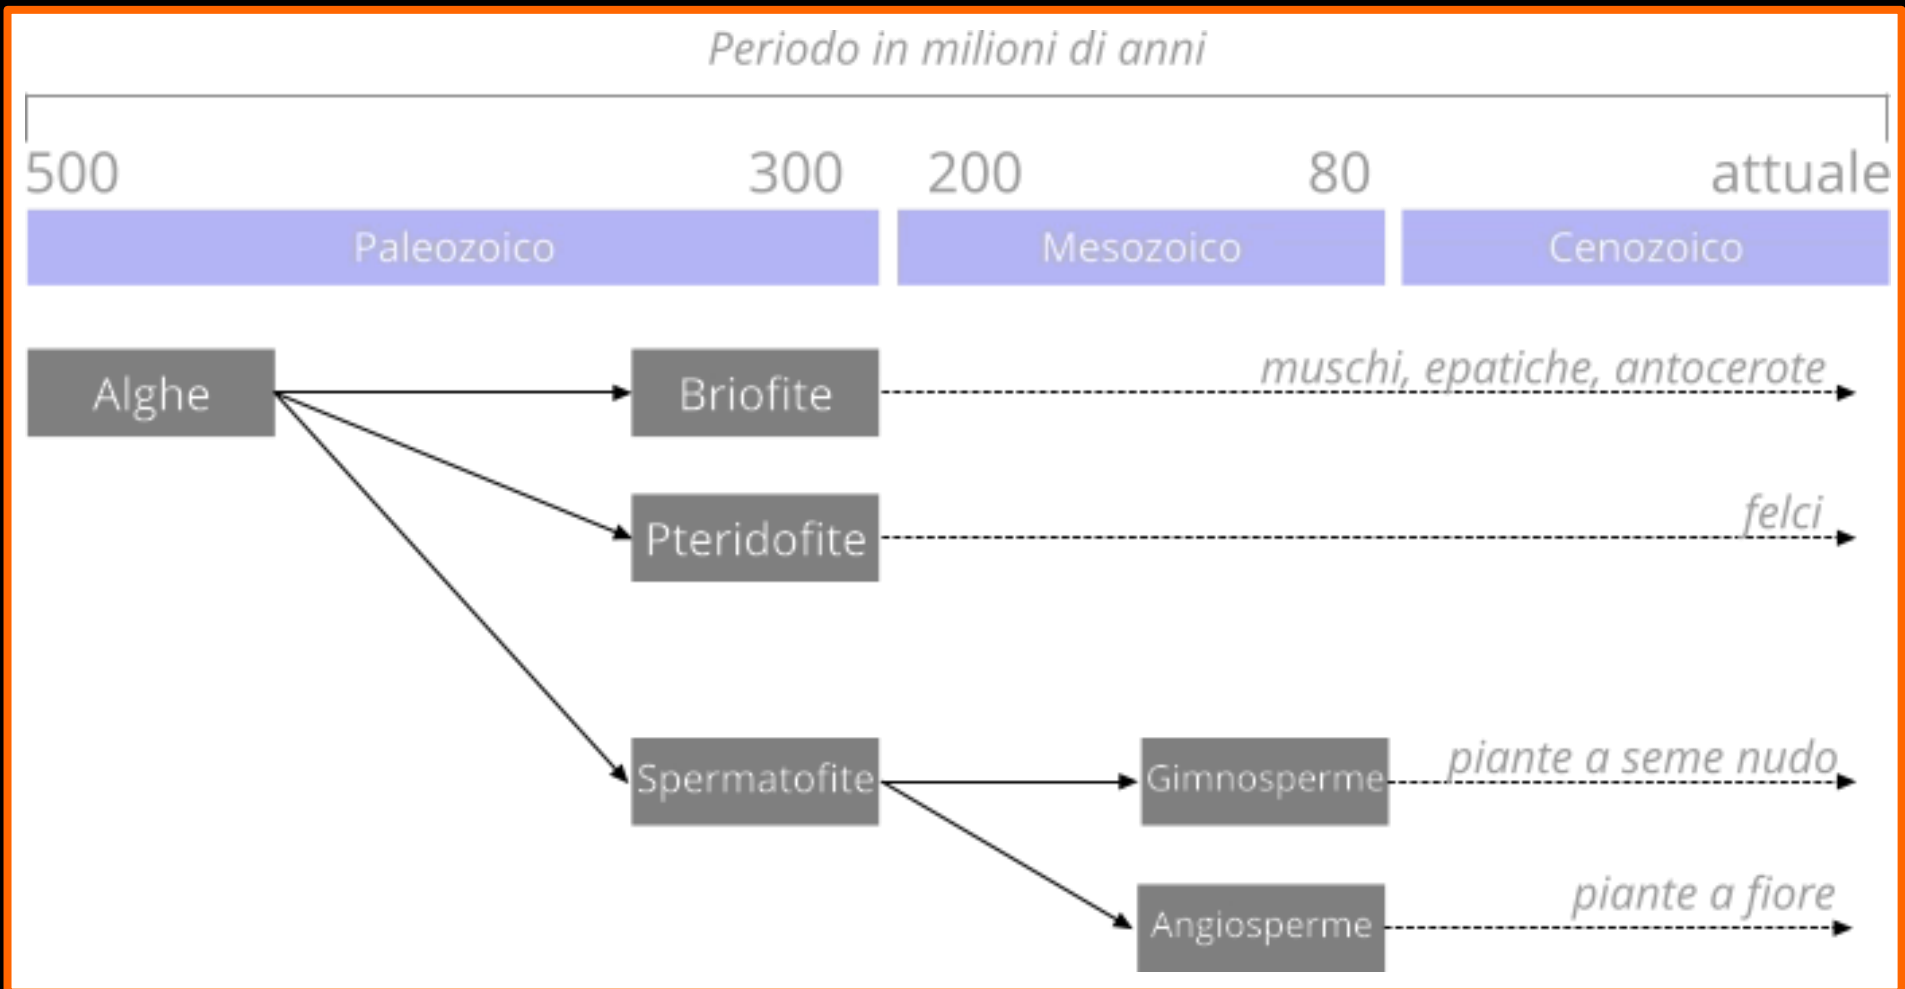 Periodo in milioni di anni
500 300 200 80 attuale
Paleozoico Mesozoico Cenozoico
Alghe Briofite muschi, epatiche, antocerote
Pteridofite felci
Spermatofite Gimnosperme piante a seme nudo
Angiosperme piante a fiore